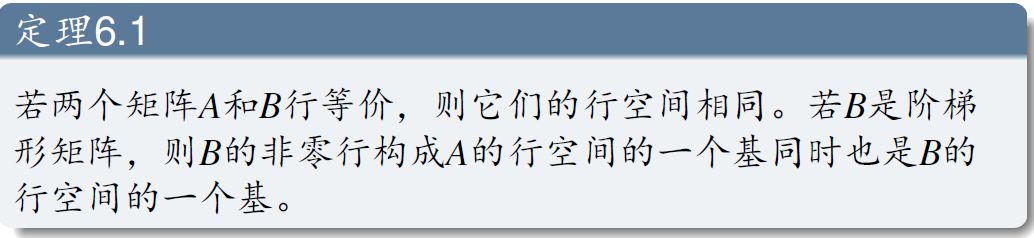 定理6.1
若两个矩阵A和B行等价，则它们的行空间相同。若B是阶梯
形矩阵，则B的非零行构成A的行空间的一个基同时也是B的
行空间的一个基。